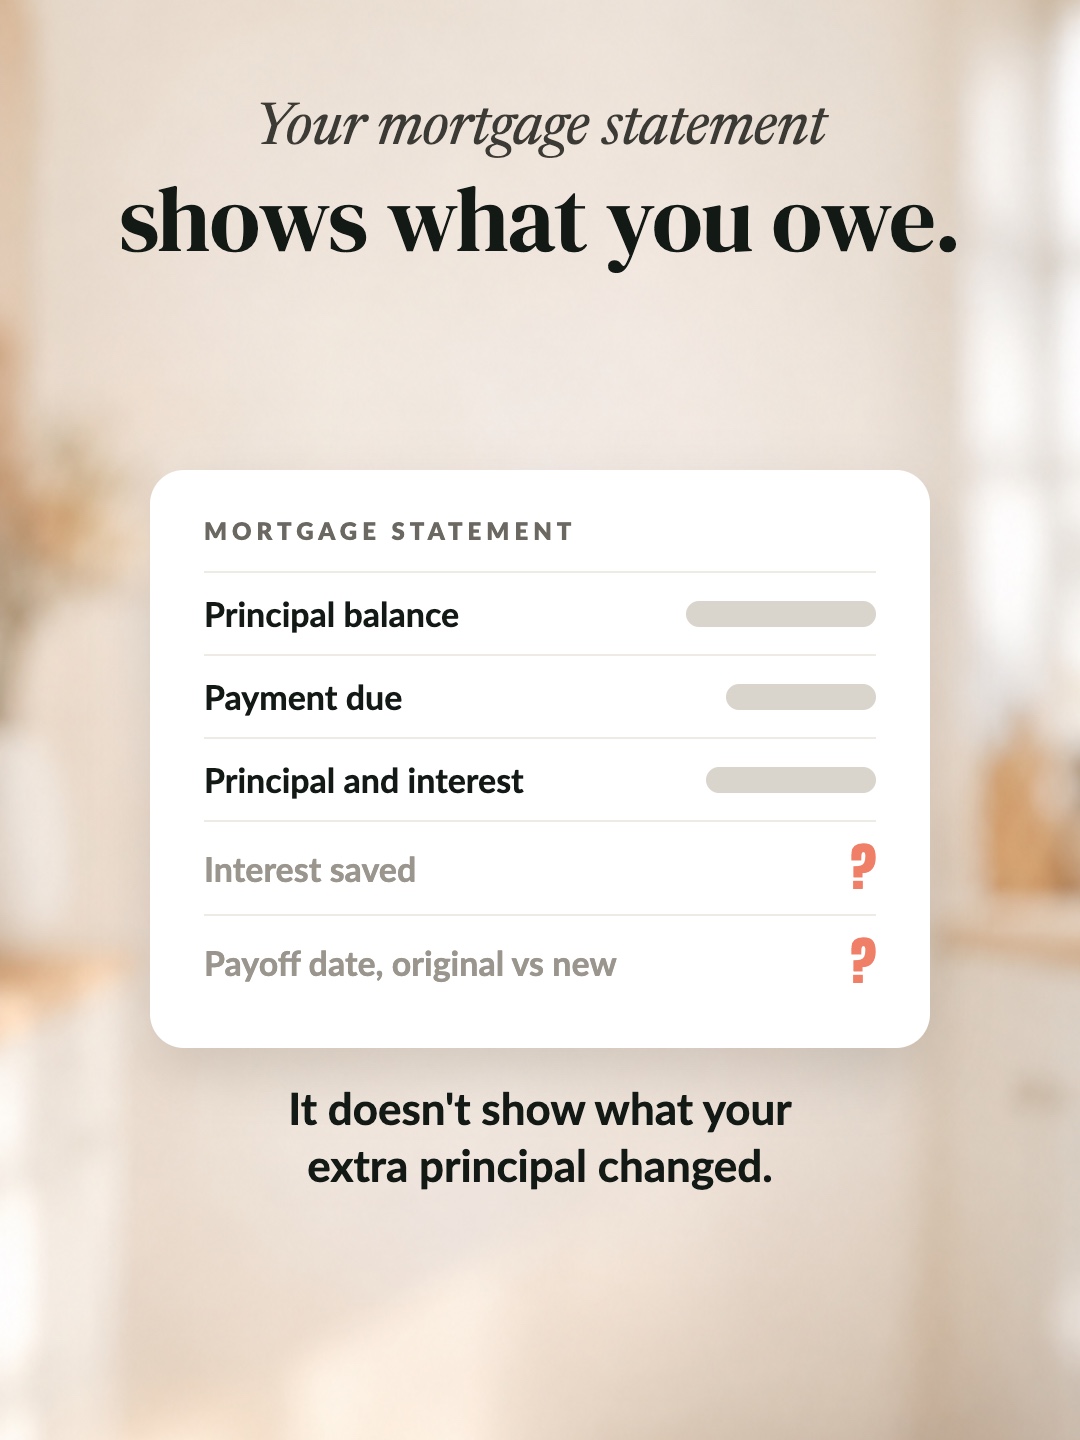 Your mortgage statement
shows what you owe.
MORTGAGE STATEMENT
Principal balance
Payment due
Principal and interest
Interest saved ?
Payoff date, original vs new ?
It doesn't show what your
extra principal changed.